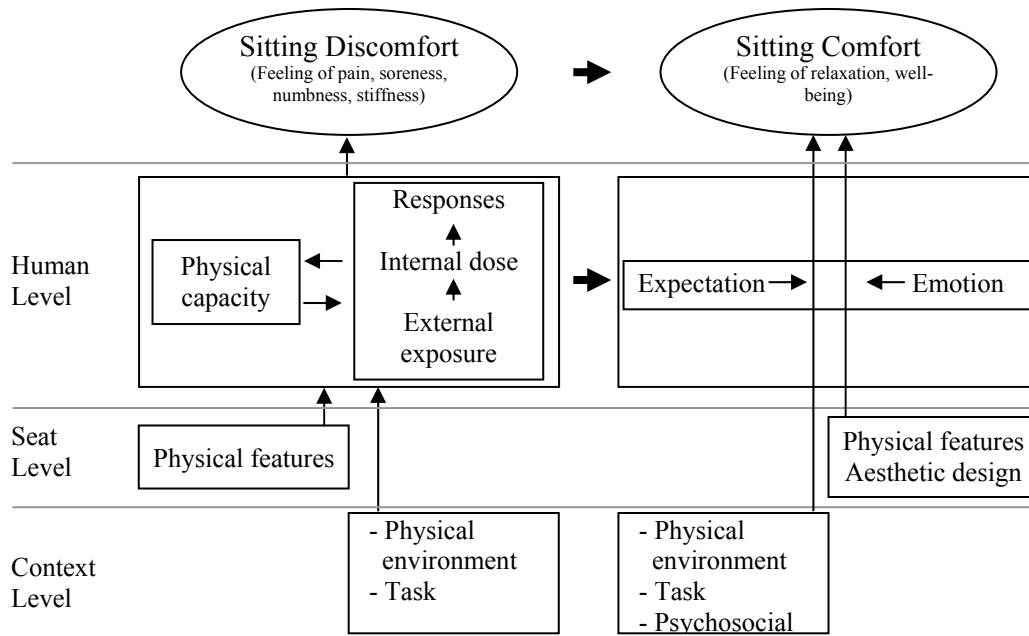 Sitting Discomfort
(Feeling of pain, soreness,
numbness, stiffness)
Sitting Comfort
(Feeling of relaxation, well-
being)
Human
Level
Physical
capacity
Responses
Internal dose
External
exposure
Expectation
Emotion
Seat
Level
Physical features
Physical features
Aesthetic design
Context
Level
- Physical
environment
- Task
- Physical
environment
- Task
- Psychosocial